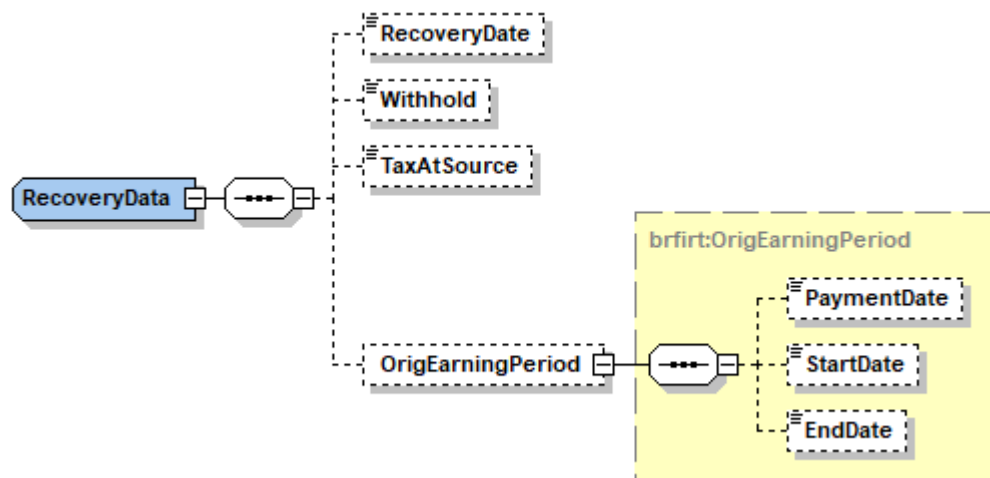 RecoveryDate
Withhold
TaxAtSource
RecoveryData
brfirt:OrigEarningPeriod
PaymentDate
OrigEarningPeriod
StartDate
EndDate